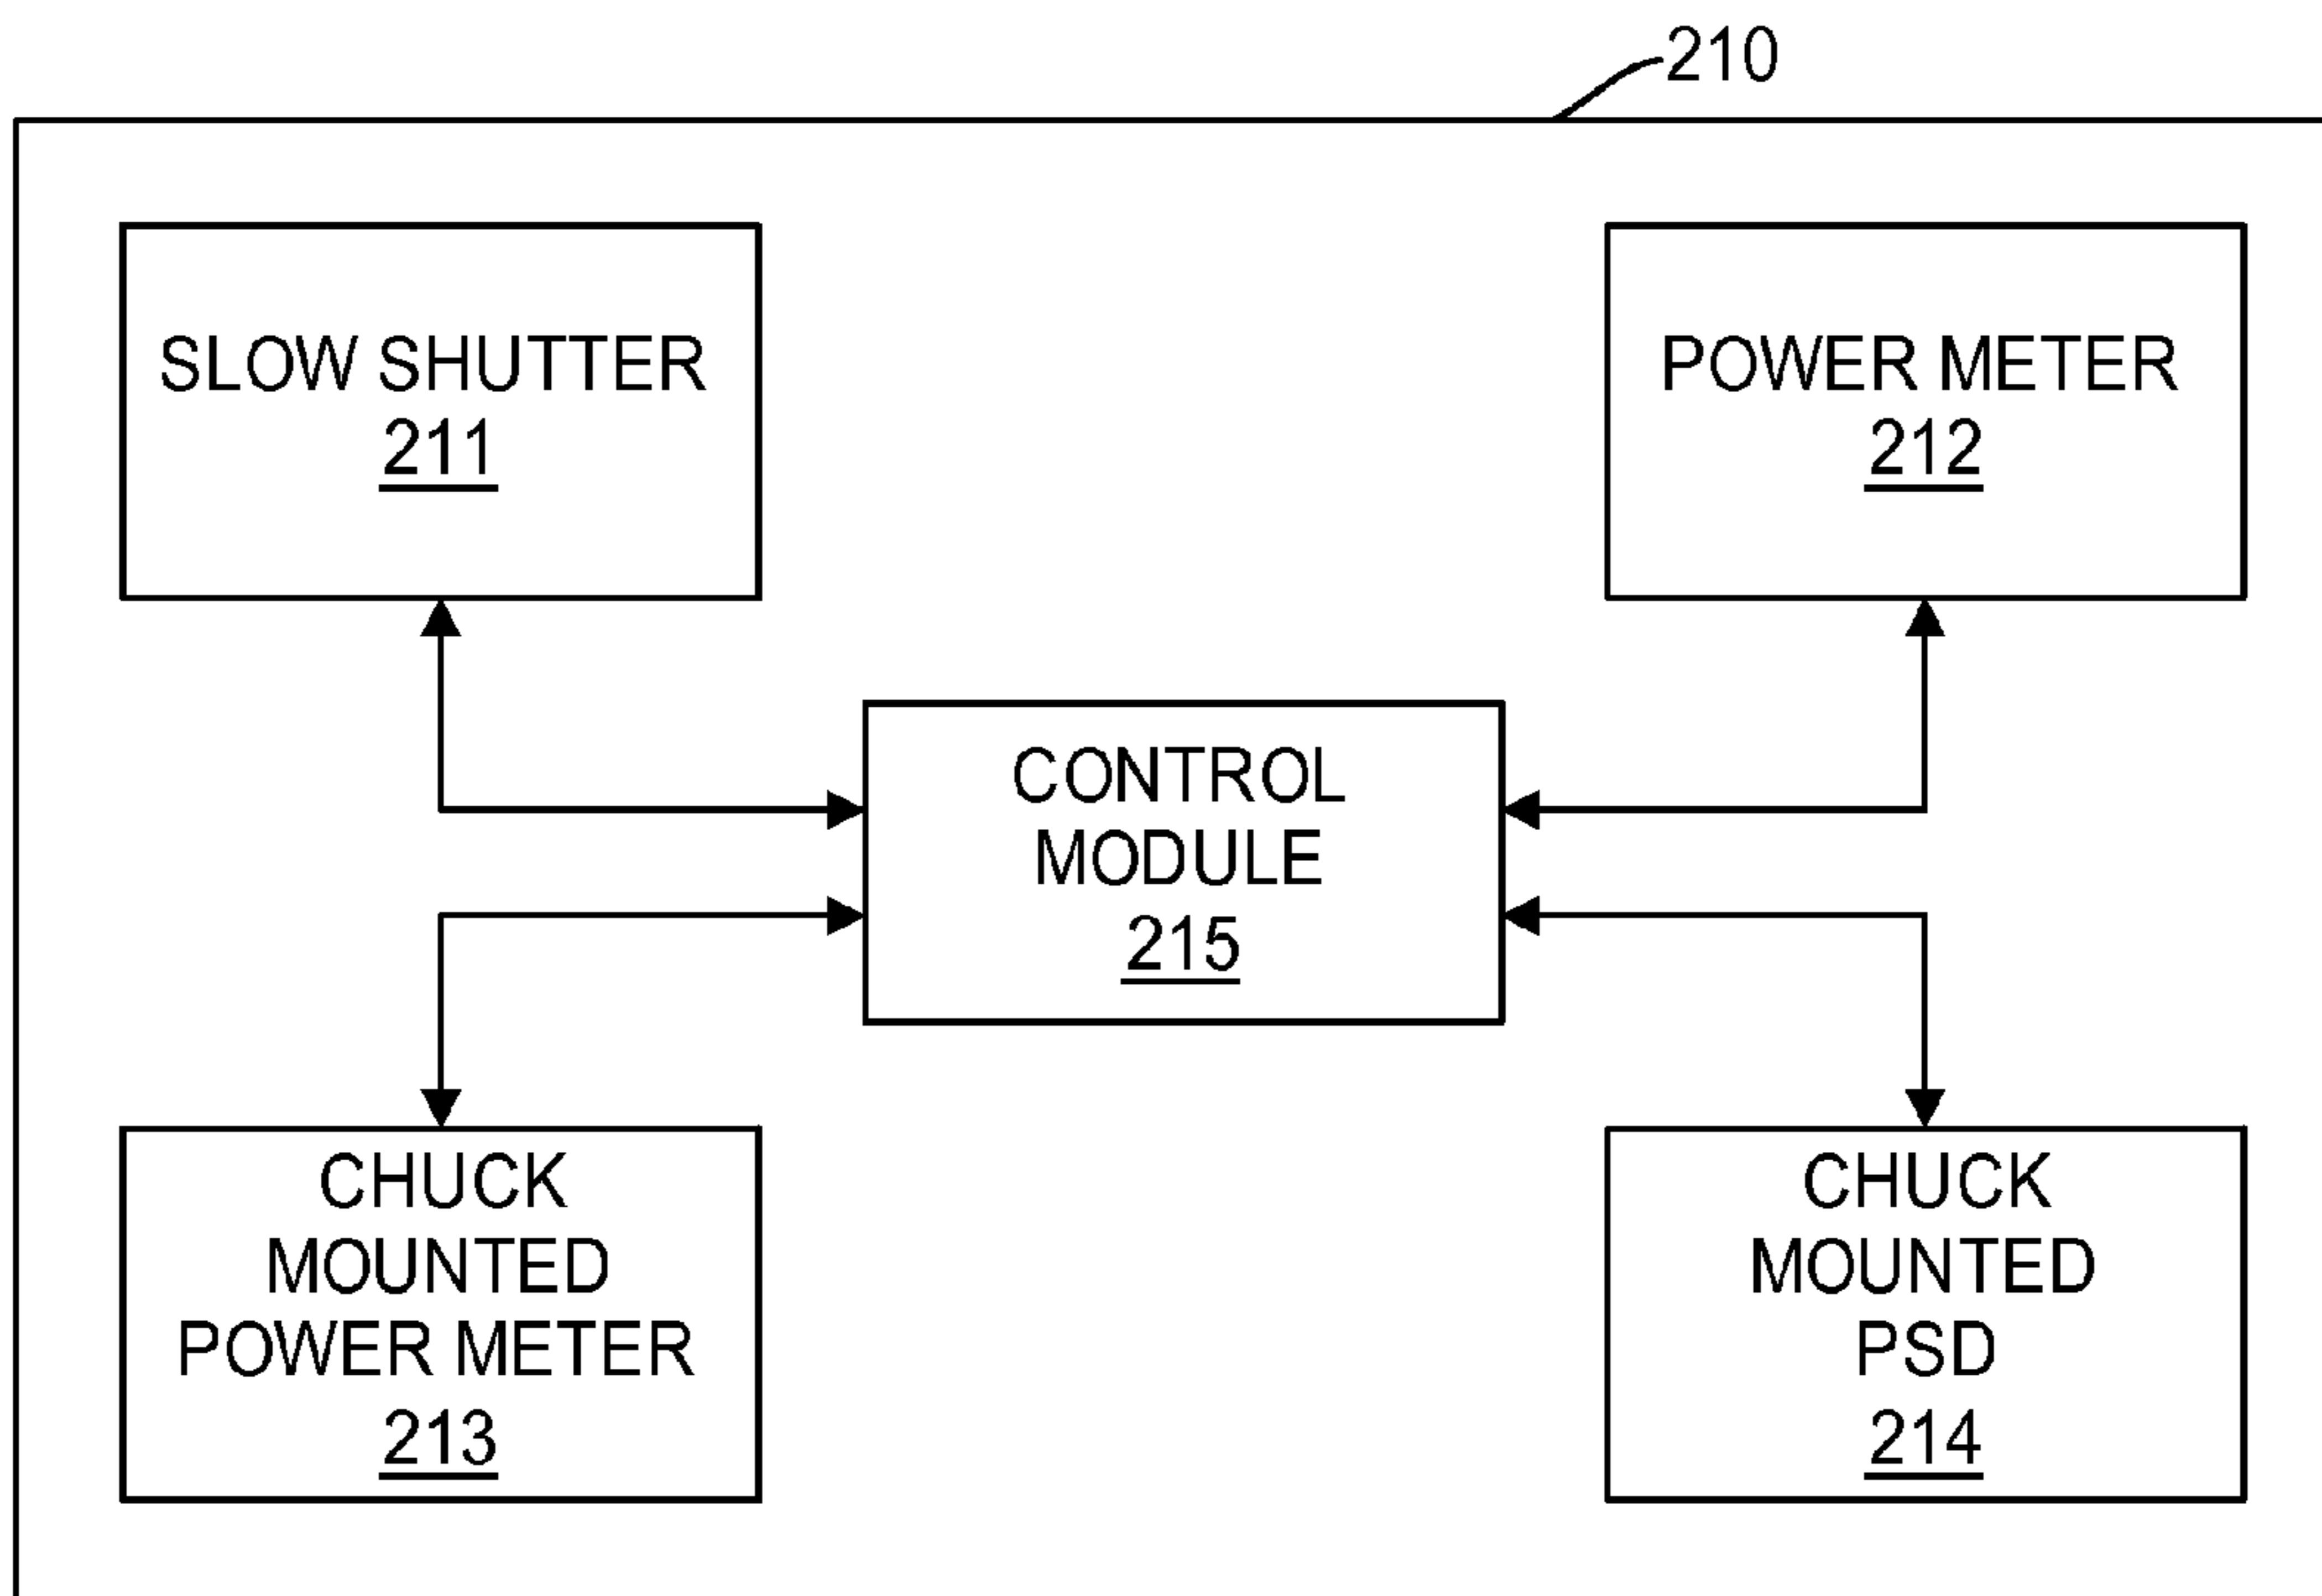 210
SLOW SHUTTER
211
POWER METER
212
CONTROL
MODULE
215
CHUCK
MOUNTED
POWER METER
213
CHUCK
MOUNTED
PSD
214